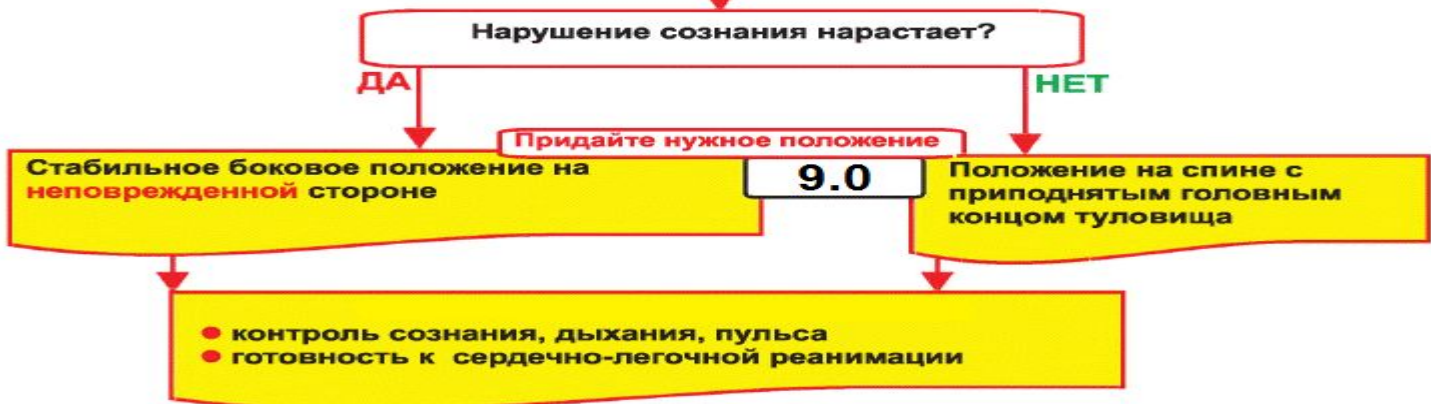 Нарушение сознания нарастает?
ДА
НЕТ
Придайте нужное положение
Стабильное боковое положение на
неповрежденной стороне
9.0
Положение на спине с
приподнятым головным
концом туловища
контроль сознания, дыхания, пульса
готовность к сердечно-легочной реанимации